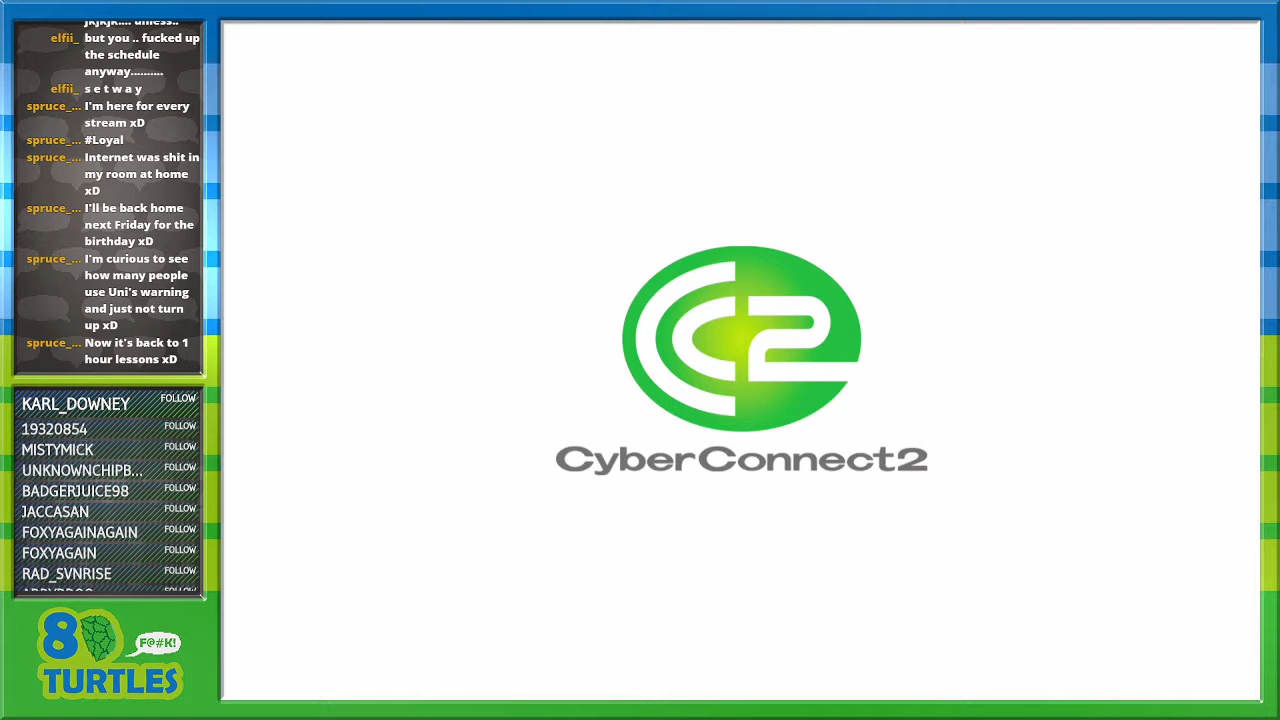 jkjkjk.... unless..
elfii_ but you .. fucked up
the schedule
anyway..........
elfii_ s e t w a y
spruce_... I'm here for every
stream xD
spruce_... #Loyal
spruce_... Internet was shit in
my room at home
xD
spruce_... I'll be back home
next Friday for the
birthday xD
spruce_... I'm curious to see
how many people
use Uni's warning
and just not turn
up xD
spruce_... Now it's back to 1
hour lessons xD
KARL_DOWNEY FOLLOW
19320854 FOLLOW
MISTYMICK FOLLOW
UNKNOWNCHIPB... FOLLOW
BADGERJUICE98 FOLLOW
JACCASAN FOLLOW
FOXYAGAINAGAIN FOLLOW
FOXYAGAIN FOLLOW
RAD_SVNRISE FOLLOW
FOLLOW
80
F@#K!
TURTLES
CC2
CyberConnect2